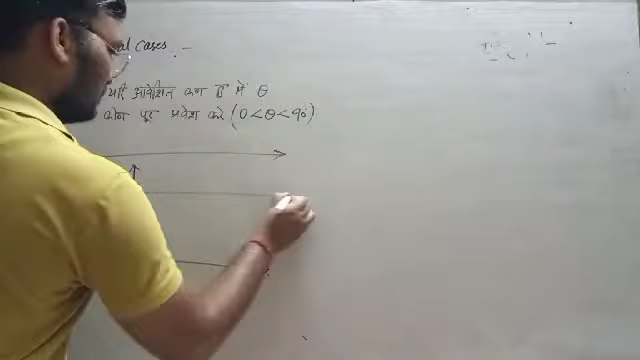 al cases :-
यदि आवेशित कण B⃗ में θ
कोण पर प्रवेश करे (0 < θ < 90°)